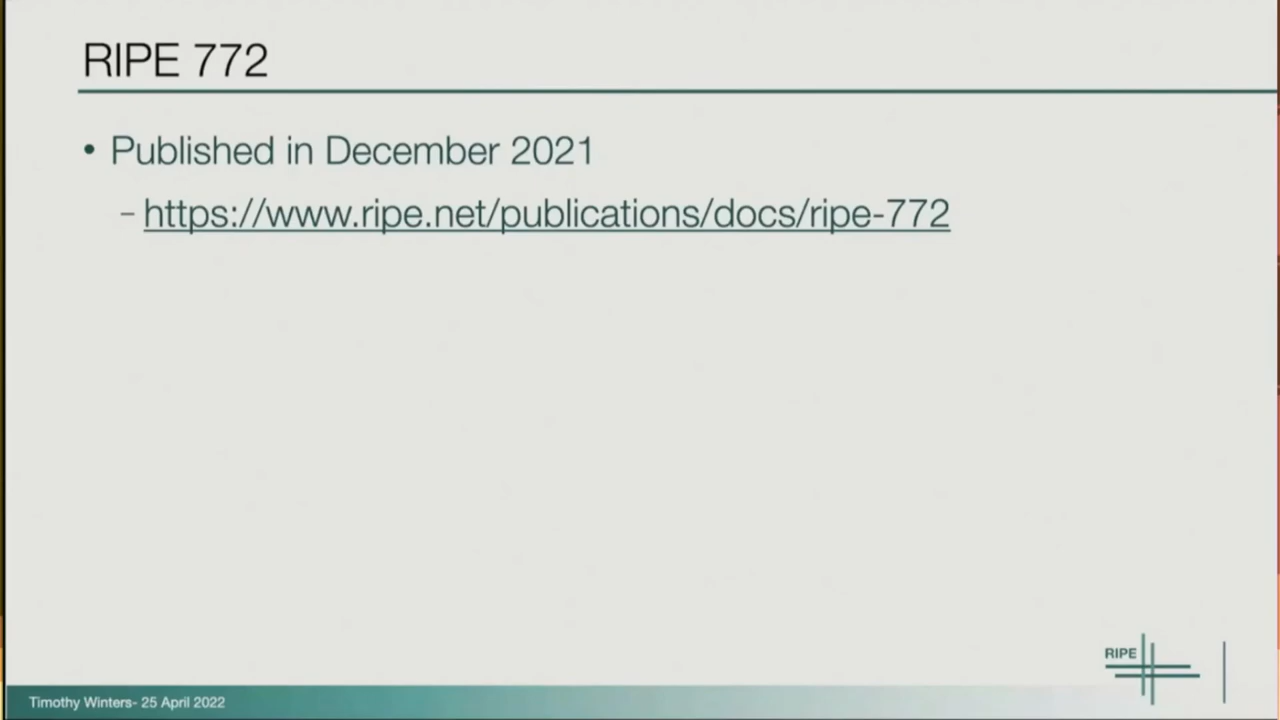 RIPE 772
• Published in December 2021
– https://www.ripe.net/publications/docs/ripe-772
RIPE
Timothy Winters- 25 April 2022